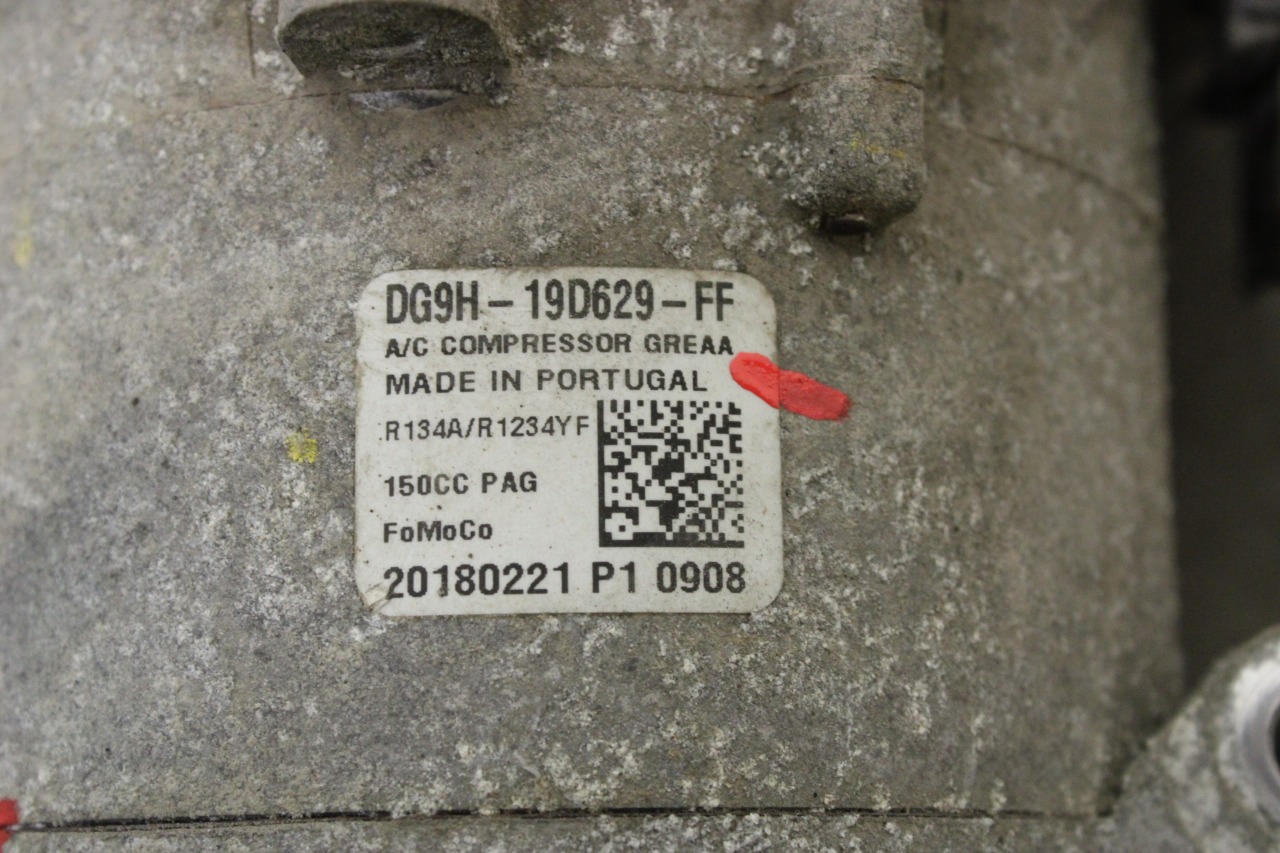 DG9H-19D629-FF
A/C COMPRESSOR GREAA
MADE IN PORTUGAL
R134A/R1234YF
150CC PAG
FoMoCo
20180221 P1 0908